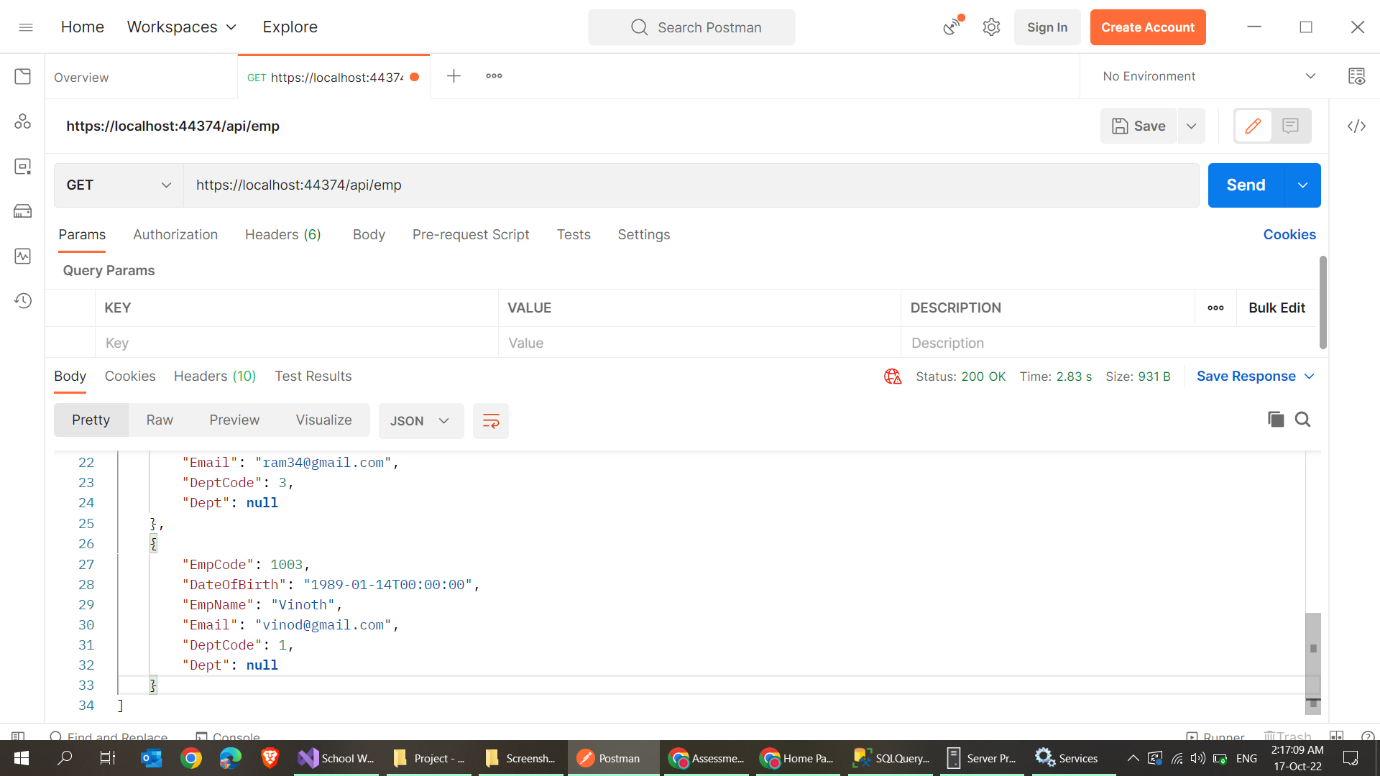 Home Workspaces Explore Search Postman Sign In Create Account
Overview GET https://localhost:4437 No Environment
https://localhost:44374/api/emp Save
GET https://localhost:44374/api/emp Send
Params Authorization Headers (6) Body Pre-request Script Tests Settings Cookies
Query Params
KEY VALUE DESCRIPTION Bulk Edit
Key Value Description
Body Cookies Headers (10) Test Results Status: 200 OK Time: 2.83 s Size: 931 B Save Response
Pretty Raw Preview Visualize JSON
22 "Email": "ram34@gmail.com",
23 "DeptCode": 3,
24 "Dept": null
25 },
26 {
27 "EmpCode": 1003,
28 "DateOfBirth": "1989-01-14T00:00:00",
29 "EmpName": "Vinoth",
30 "Email": "vinod@gmail.com",
31 "DeptCode": 1,
32 "Dept": null
33 }
34 ]
Find and Replace Console Runner Trash
School W... Project - ... Screensh... Postman Assessme... Home Pa... SQLQuery... Server Pr... Services ENG 2:17:09 AM
17-Oct-22